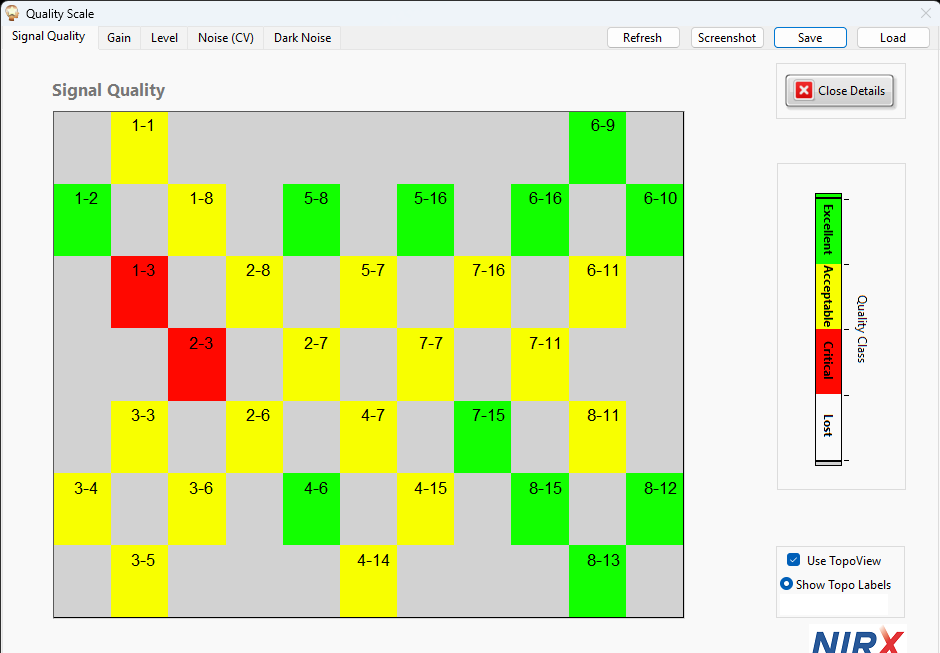 Quality Scale
Signal Quality Gain Level Noise (CV) Dark Noise Refresh Screenshot Save Load
Close Details
Signal Quality
1-1 6-9
1-2 1-8 5-8 5-16 6-16 6-10
1-3 2-8 5-7 7-16 6-11
2-3 2-7 7-7 7-11
3-3 2-6 4-7 7-15 8-11
3-4 3-6 4-6 4-15 8-15 8-12
3-5 4-14 8-13
Excellent
Acceptable
Critical
Lost
Quality Class
Use TopoView
Show Topo Labels
NIRX